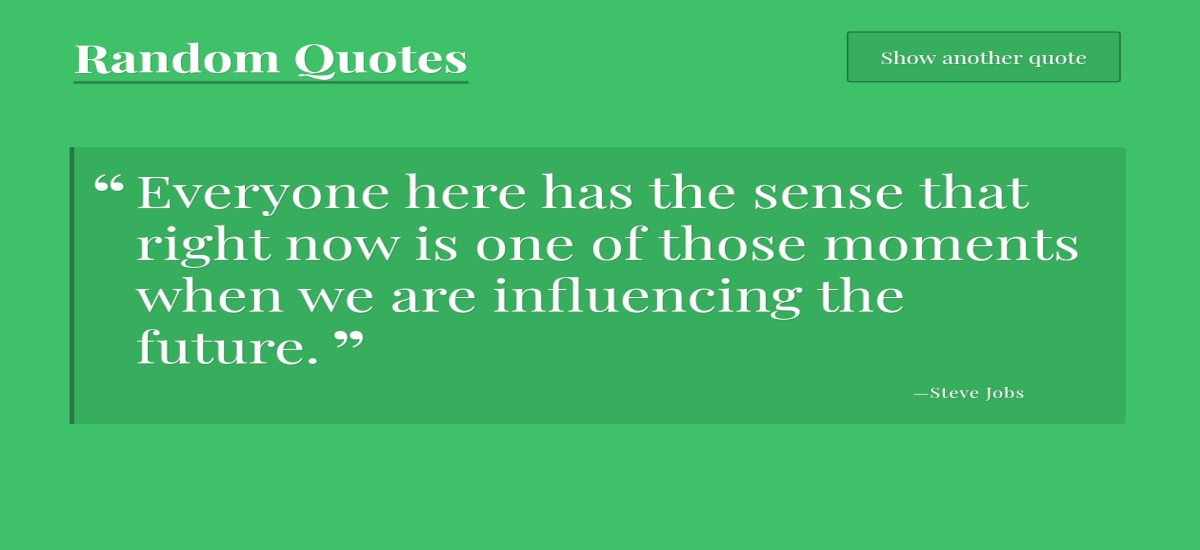 Random Quotes
Show another quote
“ Everyone here has the sense that
right now is one of those moments
when we are influencing the
future. ”
—Steve Jobs